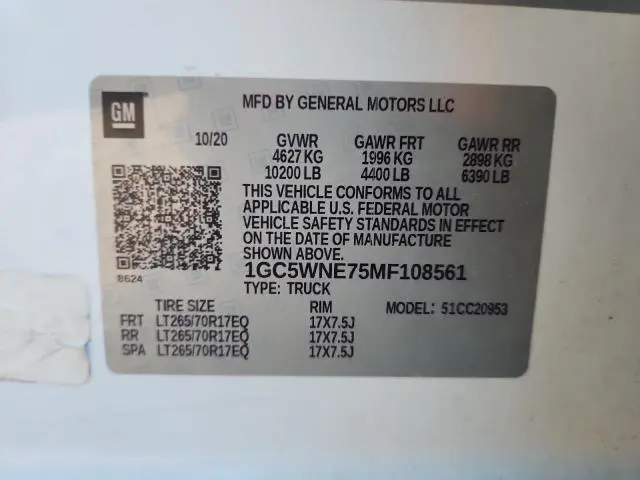 GM
MFD BY GENERAL MOTORS LLC
10/20 GVWR GAWR FRT GAWR RR
4627 KG 1996 KG 2898 KG
10200 LB 4400 LB 6390 LB
THIS VEHICLE CONFORMS TO ALL
APPLICABLE U.S. FEDERAL MOTOR
VEHICLE SAFETY STANDARDS IN EFFECT
ON THE DATE OF MANUFACTURE
SHOWN ABOVE.
8624
1GC5WNE75MF108561
TYPE: TRUCK
TIRE SIZE RIM MODEL: 51CC20953
FRT LT265/70R17EQ 17X7.5J
RR LT265/70R17EQ 17X7.5J
SPA LT265/70R17EQ 17X7.5J